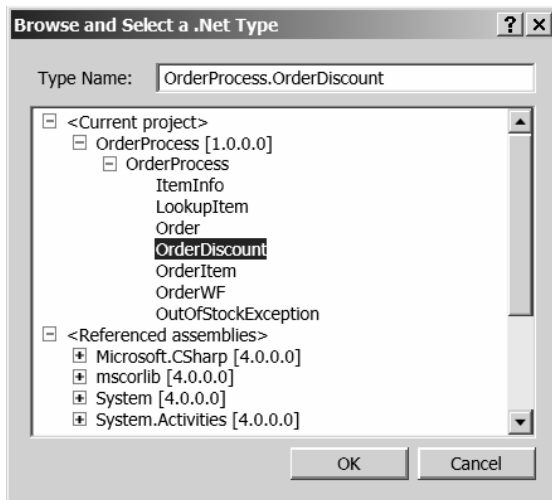 Browse and Select a .Net Type
Type Name: OrderProcess.OrderDiscount
<Current project>
OrderProcess [1.0.0.0]
OrderProcess
ItemInfo
LookupItem
Order
OrderDiscount
OrderItem
OrderWF
OutOfStockException
<Referenced assemblies>
Microsoft.CSharp [4.0.0.0]
mscorlib [4.0.0.0]
System [4.0.0.0]
System.Activities [4.0.0.0]
OK Cancel